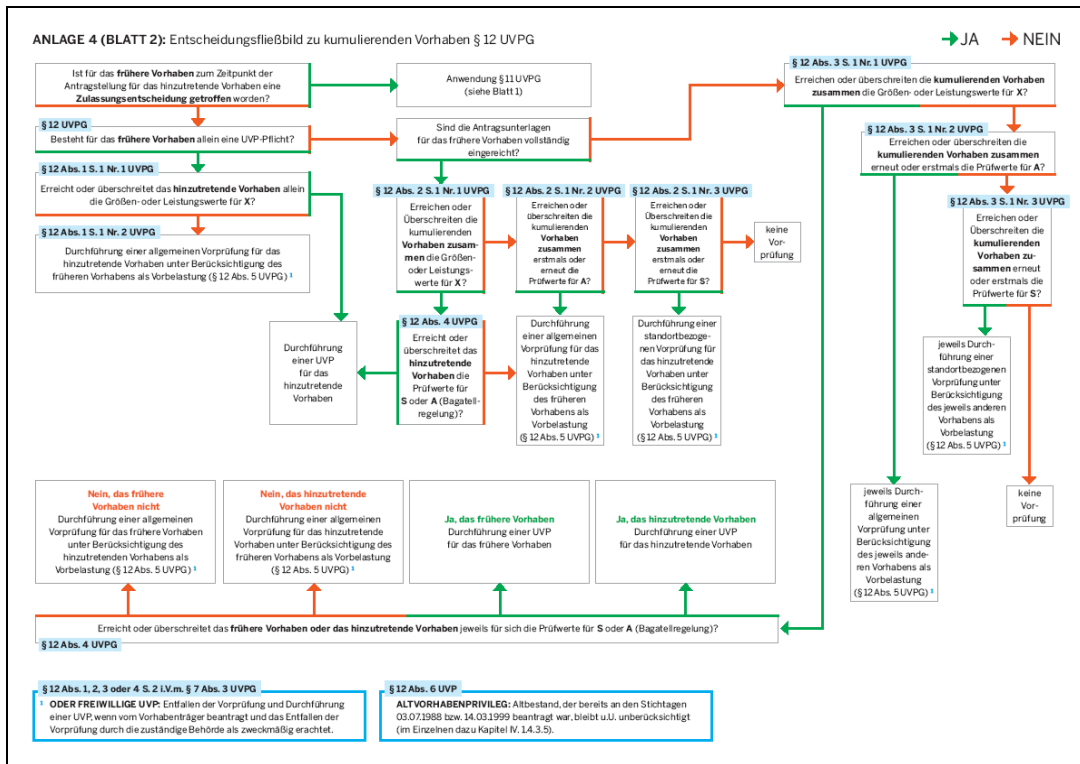 ANLAGE 4 (BLATT 2): Entscheidungsfließbild zu kumulierenden Vorhaben § 12 UVPG
JA
NEIN
Ist für das frühere Vorhaben zum Zeitpunkt der
Antragstellung für das hinzutretende Vorhaben eine
Zulassungsentscheidung getroffen worden?
Anwendung §11 UVPG
(siehe Blatt 1)
§ 12 Abs. 3 S. 1 Nr. 1 UVPG
Erreichen oder überschreiten die kumulierenden Vorhaben
zusammen die Größen- oder Leistungswerte für X?
§ 12 UVPG
Besteht für das frühere Vorhaben allein eine UVP-Pflicht?
Sind die Antragsunterlagen
für das frühere Vorhaben vollständig
eingereicht?
§ 12 Abs. 3 S. 1 Nr. 2 UVPG
Erreichen oder überschreiten die
kumulierenden Vorhaben zusammen
erneut oder erstmals die Prüfwerte für A?
§ 12 Abs. 1 S. 1 Nr. 1 UVPG
Erreicht oder überschreitet das hinzutretende Vorhaben allein
die Größen- oder Leistungswerte für X?
§ 12 Abs. 1 S. 1 Nr. 2 UVPG
Durchführung einer allgemeinen Vorprüfung für das
hinzutretende Vorhaben unter Berücksichtigung des
früheren Vorhabens als Vorbelastung (§ 12 Abs. 5 UVPG) 1
§ 12 Abs. 2 S. 1 Nr. 1 UVPG
Erreichen oder
Überschreiten die
kumulierenden
Vorhaben zusam-
men die Größen-
oder Leistungs-
werte für X?
§ 12 Abs. 2 S. 1 Nr. 2 UVPG
Erreichen oder
überschreiten die
kumulierenden
Vorhaben
zusammen
erstmals oder
erneut die
Prüfwerte für A?
§ 12 Abs. 2 S. 1 Nr. 3 UVPG
Erreichen oder
überschreiten die
kumulierenden
Vorhaben
zusammen
erstmals oder
erneut die
Prüfwerte für S?
keine
Vor-
prüfung
§ 12 Abs. 3 S. 1 Nr. 3 UVPG
Erreichen oder
Überschreiten die
kumulierenden
Vorhaben zu-
sammen erneut
oder erstmals die
Prüfwerte für S?
Durchführung
einer UVP
für das
hinzutretende
Vorhaben
§ 12 Abs. 4 UVPG
Erreicht oder
überschreitet das
hinzutretende
Vorhaben die
Prüfwerte für
S oder A (Bagatell-
regelung)?
Durchführung einer
allgemeinen
Vorprüfung für das
hinzutretende
Vorhaben unter
Berücksichtigung
des früheren
Vorhabens als
Vorbelastung
(§ 12 Abs. 5 UVPG) 1
Durchführung einer
standortbezoge-
nen Vorprüfung für
das hinzutretende
Vorhaben unter
Berücksichtigung
des früheren
Vorhabens als
Vorbelastung
(§ 12 Abs. 5 UVPG) 1
jeweils Durch-
führung einer
standortbezogenen
Vorprüfung unter
Berücksichtigung
des jeweils anderen
Vorhabens als
Vorbelastung
(§ 12 Abs. 5 UVPG) 1
jeweils Durch-
führung einer
allgemeinen
Vorprüfung unter
Berücksichtigung
des jeweils ande-
ren Vorhabens als
Vorbelastung
(§ 12 Abs. 5 UVPG) 1
keine
Vor-
prüfung
Nein, das frühere
Vorhaben nicht
Durchführung einer allgemeinen
Vorprüfung für das frühere Vorhaben
unter Berücksichtigung des
hinzutretenden Vorhabens als
Vorbelastung (§ 12 Abs. 5 UVPG) 1
Nein, das hinzutretende
Vorhaben nicht
Durchführung einer allgemeinen
Vorprüfung für das hinzutretende
Vorhaben unter Berücksichtigung des
früheren Vorhabens als Vorbelastung
(§ 12 Abs. 5 UVPG) 1
Ja, das frühere Vorhaben
Durchführung einer UVP
für das frühere Vorhaben
Ja, das hinzutretende Vorhaben
Durchführung einer UVP
für das hinzutretende Vorhaben
Erreicht oder überschreitet das frühere Vorhaben oder das hinzutretende Vorhaben jeweils für sich die Prüfwerte für S oder A (Bagatellregelung)?
§ 12 Abs. 4 UVPG
§ 12 Abs. 1, 2, 3 oder 4 S. 2 i.V.m. § 7 Abs. 3 UVPG
1 ODER FREIWILLIGE UVP: Entfallen der Vorprüfung und Durchführung
einer UVP, wenn vom Vorhabenträger beantragt und das Entfallen der
Vorprüfung durch die zuständige Behörde als zweckmäßig erachtet.
§ 12 Abs. 6 UVP
ALTVORHABENPRIVILEG: Altbestand, der bereits an den Stichtagen
03.07.1988 bzw. 14.03.1999 beantragt war, bleibt u.U. unberücksichtigt
(im Einzelnen dazu Kapitel IV. 1.4.3.5).